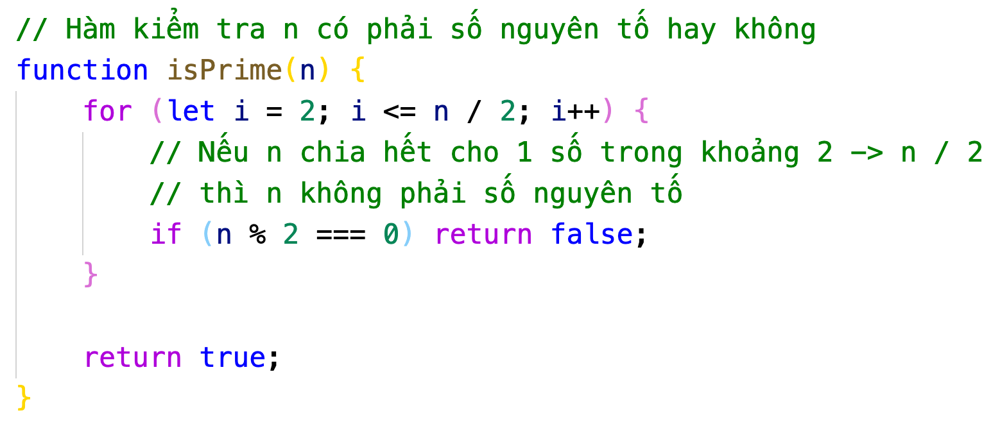 // Hàm kiểm tra n có phải số nguyên tố hay không
function isPrime(n) {
for (let i = 2; i <= n / 2; i++) {
// Nếu n chia hết cho 1 số trong khoảng 2 -> n / 2
// thì n không phải số nguyên tố
if (n % 2 === 0) return false;
}
return true;
}